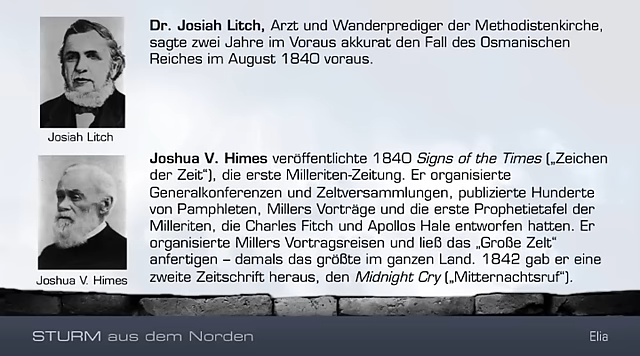 Dr. Josiah Litch, Arzt und Wanderprediger der Methodistenkirche,
sagte zwei Jahre im Voraus akkurat den Fall des Osmanischen
Reiches im August 1840 voraus.
Josiah Litch
Joshua V. Himes veröffentlichte 1840 Signs of the Times („Zeichen
der Zeit“), die erste Milleriten-Zeitung. Er organisierte
Generalkonferenzen und Zeltversammlungen, publizierte Hunderte
von Pamphleten, Millers Vorträge und die erste Prophetietafel der
Milleriten, die Charles Fitch und Apollos Hale entworfen hatten. Er
organisierte Millers Vortragsreisen und ließ das „Große Zelt“
anfertigen – damals das größte im ganzen Land. 1842 gab er eine
zweite Zeitschrift heraus, den Midnight Cry („Mitternachtsruf“).
Joshua V. Himes
STURM aus dem Norden
Elia